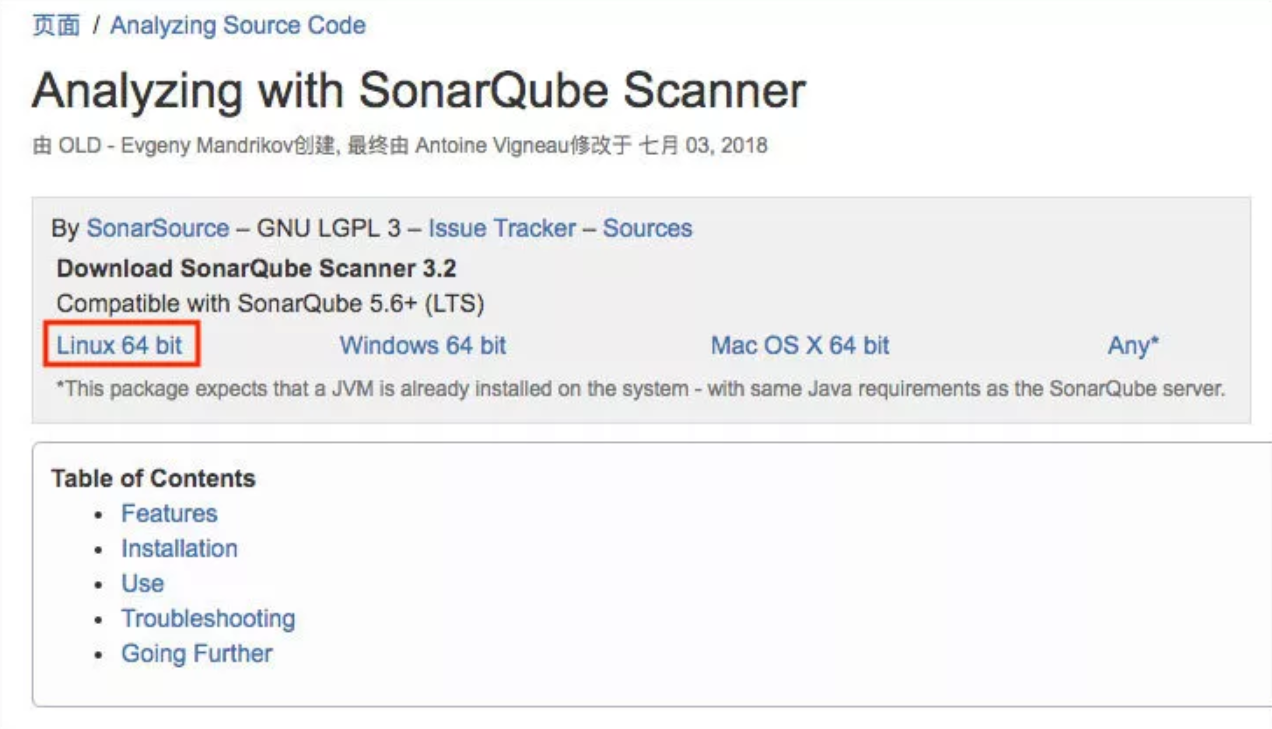 页面 / Analyzing Source Code
Analyzing with SonarQube Scanner
由 OLD - Evgeny Mandrikov创建, 最终由 Antoine Vigneau修改于 七月 03, 2018
By SonarSource – GNU LGPL 3 – Issue Tracker – Sources
Download SonarQube Scanner 3.2
Compatible with SonarQube 5.6+ (LTS)
Linux 64 bit Windows 64 bit Mac OS X 64 bit Any*
*This package expects that a JVM is already installed on the system - with same Java requirements as the SonarQube server.
Table of Contents
• Features
• Installation
• Use
• Troubleshooting
• Going Further